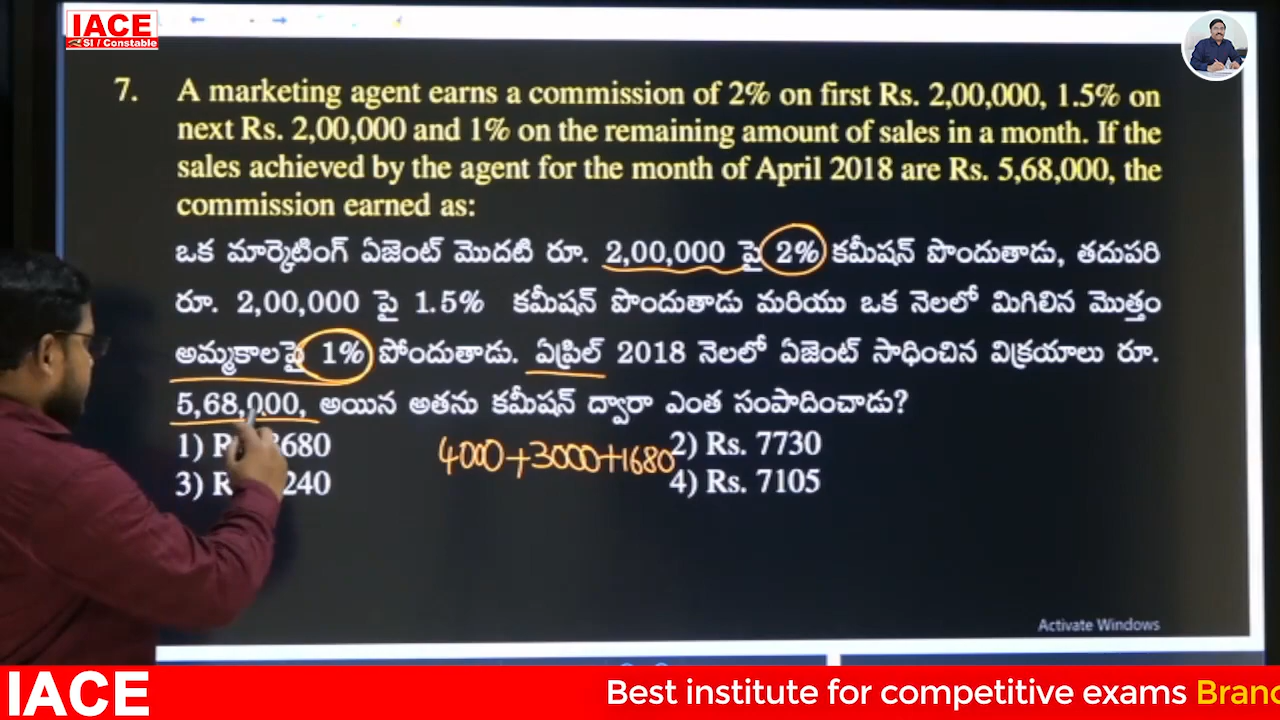 IACE
SI / Constable
7. A marketing agent earns a commission of 2% on first Rs. 2,00,000, 1.5% on
next Rs. 2,00,000 and 1% on the remaining amount of sales in a month. If the
sales achieved by the agent for the month of April 2018 are Rs. 5,68,000, the
commission earned as:
ఒక మార్కెటింగ్ ఏజెంట్ మొదటి రూ. 2,00,000 పై 2% కమీషన్ పొందుతాడు, తదుపరి
రూ. 2,00,000 పై 1.5% కమీషన్ పొందుతాడు మరియు ఒక నెలలో మిగిలిన మొత్తం
అమ్మకాలపై 1% పోందుతాడు. ఏప్రిల్ 2018 నెలలో ఏజెంట్ సాధించిన విక్రయాలు రూ.
5,68,000, అయిన అతను కమీషన్ ద్వారా ఎంత సంపాదించాడు?
1) 680 4000+3000+1680 2) Rs. 7730
3) 240 4) Rs. 7105
Activate Windows
IACE Best institute for competitive exams